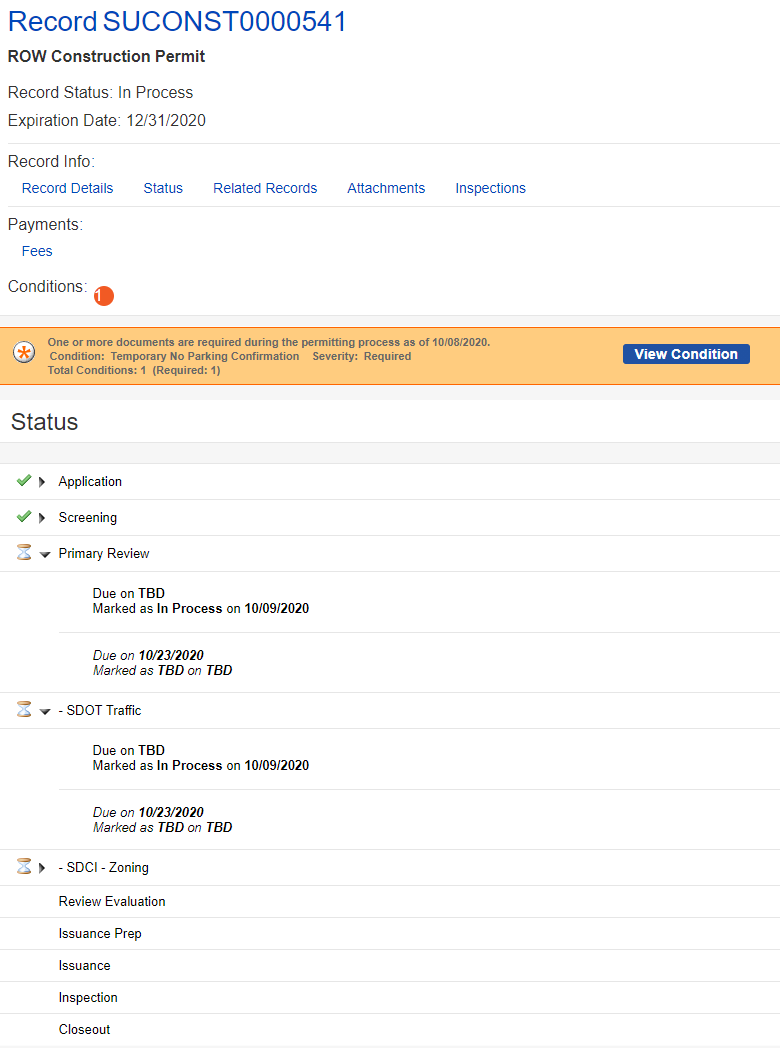 Record SUCONST0000541
ROW Construction Permit
Record Status: In Process
Expiration Date: 12/31/2020
Record Info:
Record Details Status Related Records Attachments Inspections
Payments:
Fees
Conditions: 1
One or more documents are required during the permitting process as of 10/08/2020.
Condition: Temporary No Parking Confirmation Severity: Required
Total Conditions: 1 (Required: 1)
View Condition
Status
Application
Screening
Primary Review
Due on TBD
Marked as In Process on 10/09/2020
Due on 10/23/2020
Marked as TBD on TBD
- SDOT Traffic
Due on TBD
Marked as In Process on 10/09/2020
Due on 10/23/2020
Marked as TBD on TBD
- SDCI - Zoning
Review Evaluation
Issuance Prep
Issuance
Inspection
Closeout